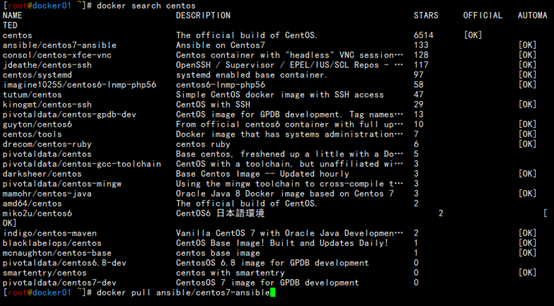 [root@docker01 ~]# docker search centos
NAME DESCRIPTION STARS OFFICIAL AUTOMA
TED
centos The official build of CentOS. 6514 [OK]
ansible/centos7-ansible Ansible on Centos7 133 [OK]
consol/centos-xfce-vnc Centos container with "headless" VNC session… 128 [OK]
jdeathe/centos-ssh OpenSSH / Supervisor / EPEL/IUS/SCL Repos - … 117 [OK]
centos/systemd systemd enabled base container. 97 [OK]
imagine10255/centos6-lnmp-php56 centos6-lnmp-php56 58 [OK]
tutum/centos Simple CentOS docker image with SSH access 47
kinogmt/centos-ssh CentOS with SSH 29 [OK]
pivotaldata/centos-gpdb-dev CentOS image for GPDB development. Tag names… 13
guyton/centos6 From official centos6 container with full up… 10 [OK]
centos/tools Docker image that has systems administration… 7 [OK]
drecom/centos-ruby centos ruby 6 [OK]
pivotaldata/centos Base centos, freshened up a little with a Do… 5
pivotaldata/centos-gcc-toolchain CentOS with a toolchain, but unaffiliated wi… 3
darksheer/centos Base Centos Image -- Updated hourly 3 [OK]
pivotaldata/centos-mingw Using the mingw toolchain to cross-compile t… 3
mamohr/centos-java Oracle Java 8 Docker image based on Centos 7 3 [OK]
amd64/centos The official build of CentOS. 2
miko2u/centos6 CentOS6 日本語環境 2 [
OK]
indigo/centos-maven Vanilla CentOS 7 with Oracle Java Developmen… 2 [OK]
blacklabelops/centos CentOS Base Image! Built and Updates Daily! 1 [OK]
mcnaughton/centos-base centos base image 1 [OK]
pivotaldata/centos6.8-dev CentosOS 6.8 image for GPDB development 0
smartentry/centos centos with smartentry 0 [OK]
pivotaldata/centos7-dev CentosOS 7 image for GPDB development 0
[root@docker01 ~]# docker pull ansible/centos7-ansible